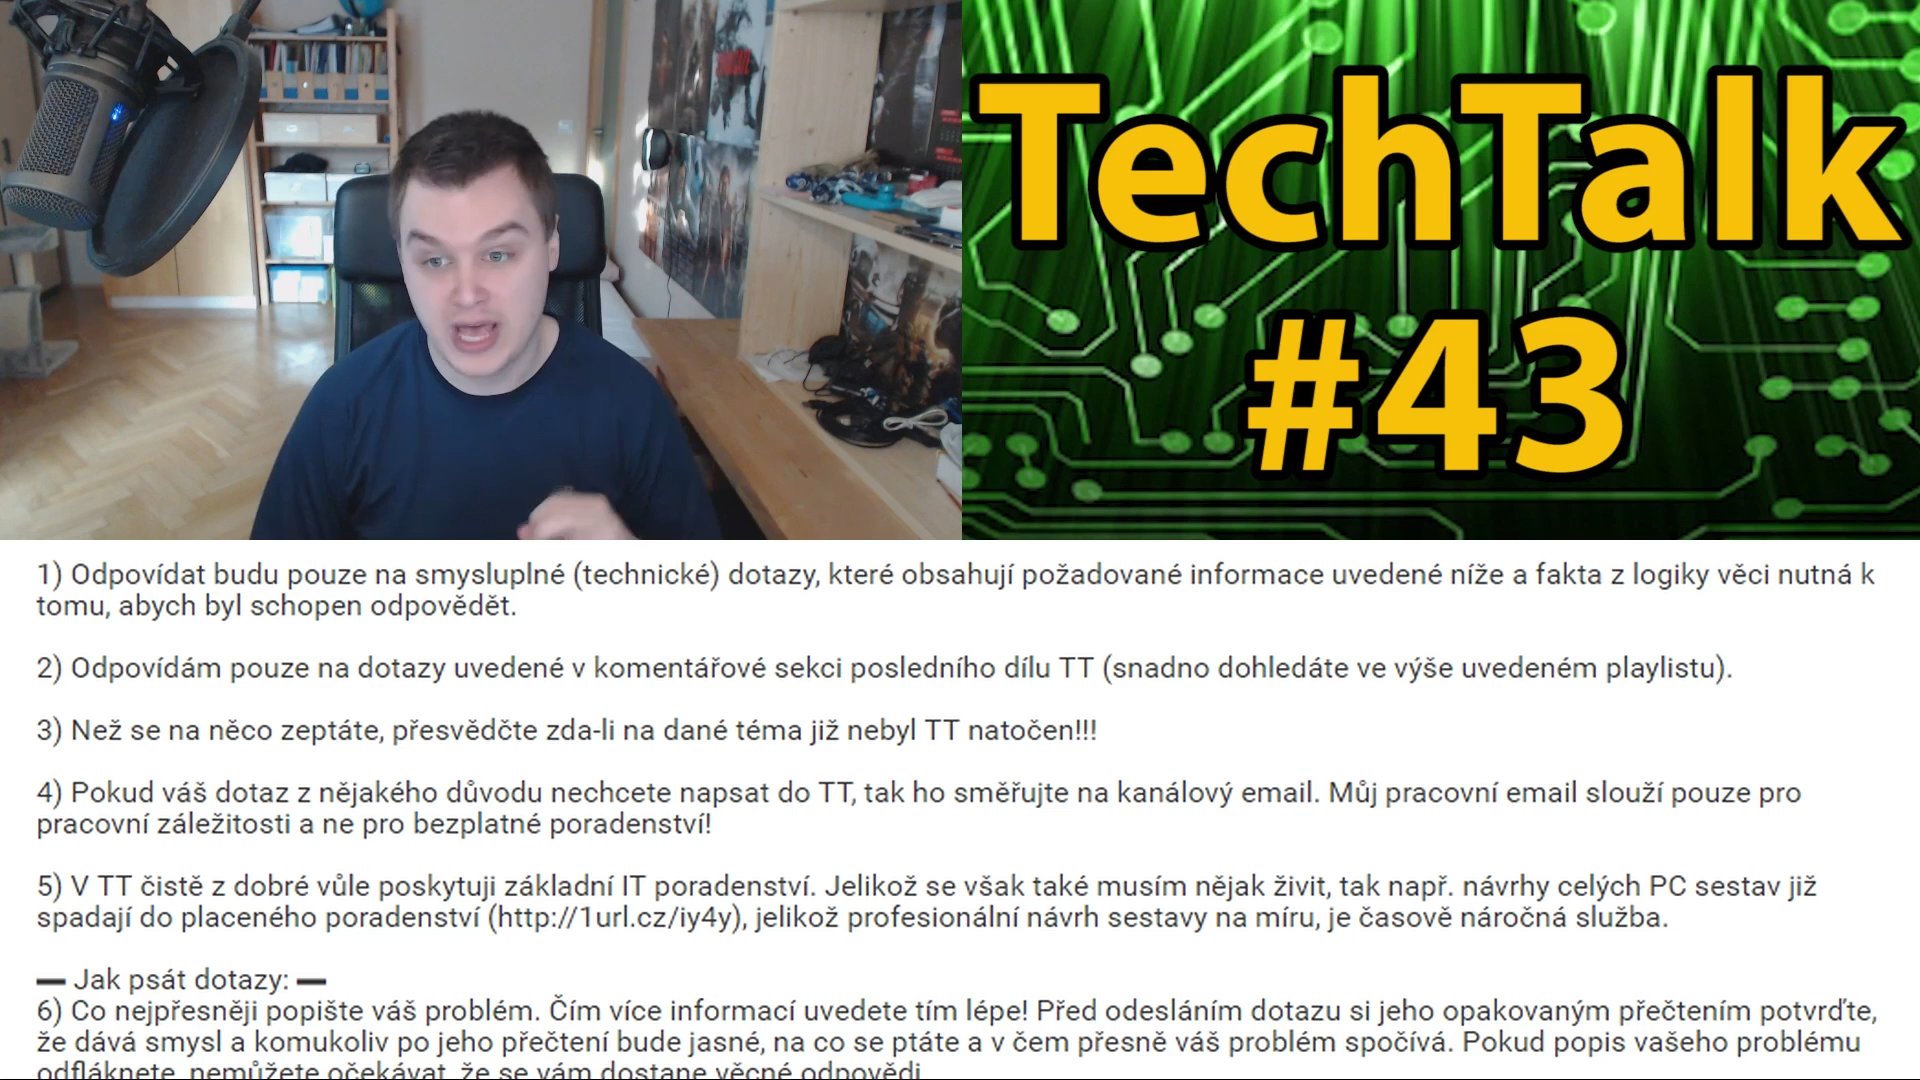 TechTalk
#43
1) Odpovídat budu pouze na smysluplné (technické) dotazy, které obsahují požadované informace uvedené níže a fakta z logiky věci nutná k
tomu, abych byl schopen odpovědět.
2) Odpovídám pouze na dotazy uvedené v komentářové sekci posledního dílu TT (snadno dohledáte ve výše uvedeném playlistu).
3) Než se na něco zeptáte, přesvědčte zda-li na dané téma již nebyl TT natočen!!!
4) Pokud váš dotaz z nějakého důvodu nechcete napsat do TT, tak ho směřujte na kanálový email. Můj pracovní email slouží pouze pro
pracovní záležitosti a ne pro bezplatné poradenství!
5) V TT čistě z dobré vůle poskytuji základní IT poradenství. Jelikož se však také musím nějak živit, tak např. návrhy celých PC sestav již
spadají do placeného poradenství (http://1url.cz/iy4y), jelikož profesionální návrh sestavy na míru, je časově náročná služba.
— Jak psát dotazy: —
6) Co nejpřesněji popište váš problém. Čím více informací uvedete tím lépe! Před odesláním dotazu si jeho opakovaným přečtením potvrďte,
že dává smysl a komukoliv po jeho přečtení bude jasné, na co se ptáte a v čem přesně váš problém spočívá. Pokud popis vašeho problému
odfláknete, nemůžete očekávat, že se vám dostane věcné odpovědi